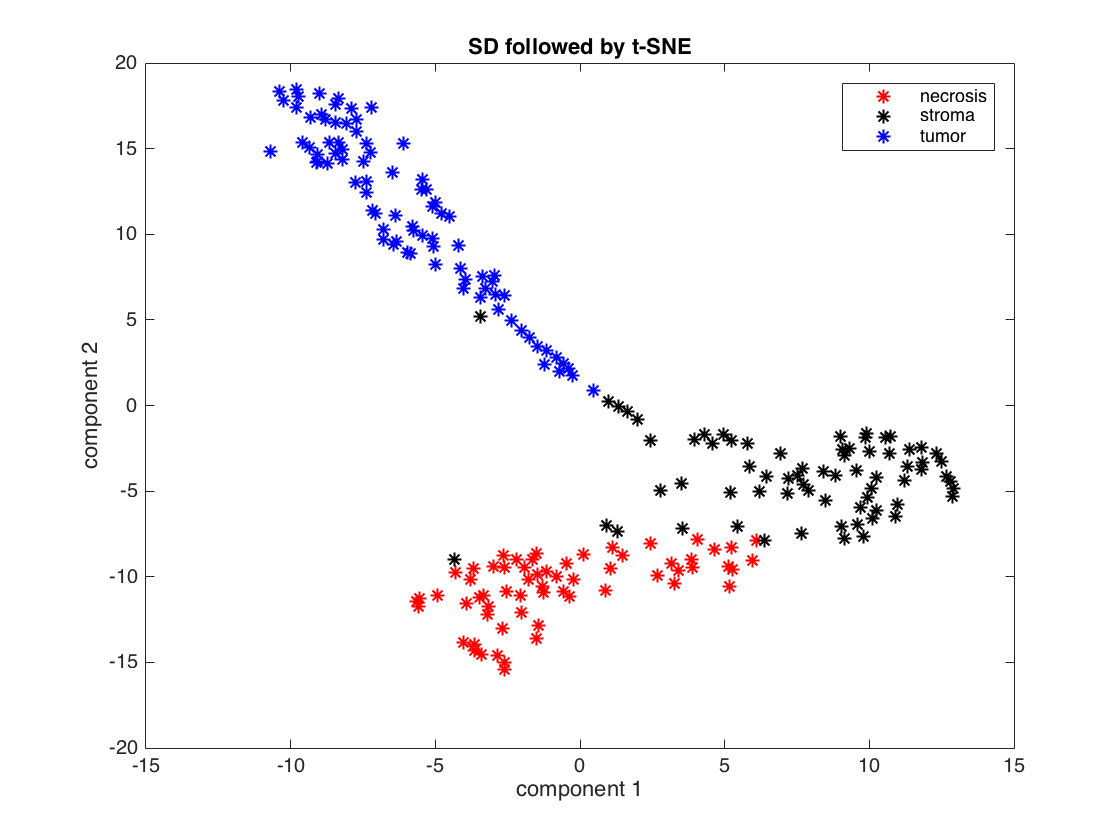 SD followed by t-SNE
20
15
10
5
0
-5
-10
-15
-20
component 2
necrosis
stroma
tumor
-15 -10 -5 0 5 10 15
component 1